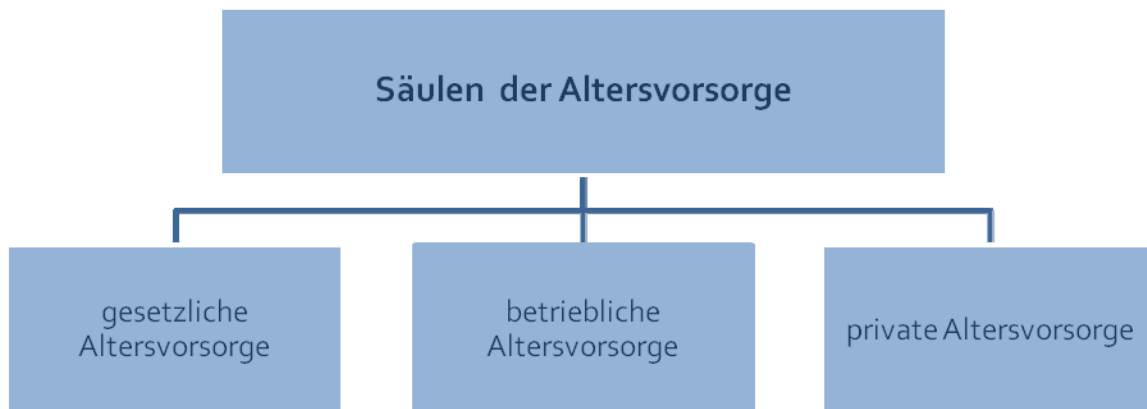 Säulen der Altersvorsorge
gesetzliche
Altersvorsorge
betriebliche
Altersvorsorge
private Altersvorsorge